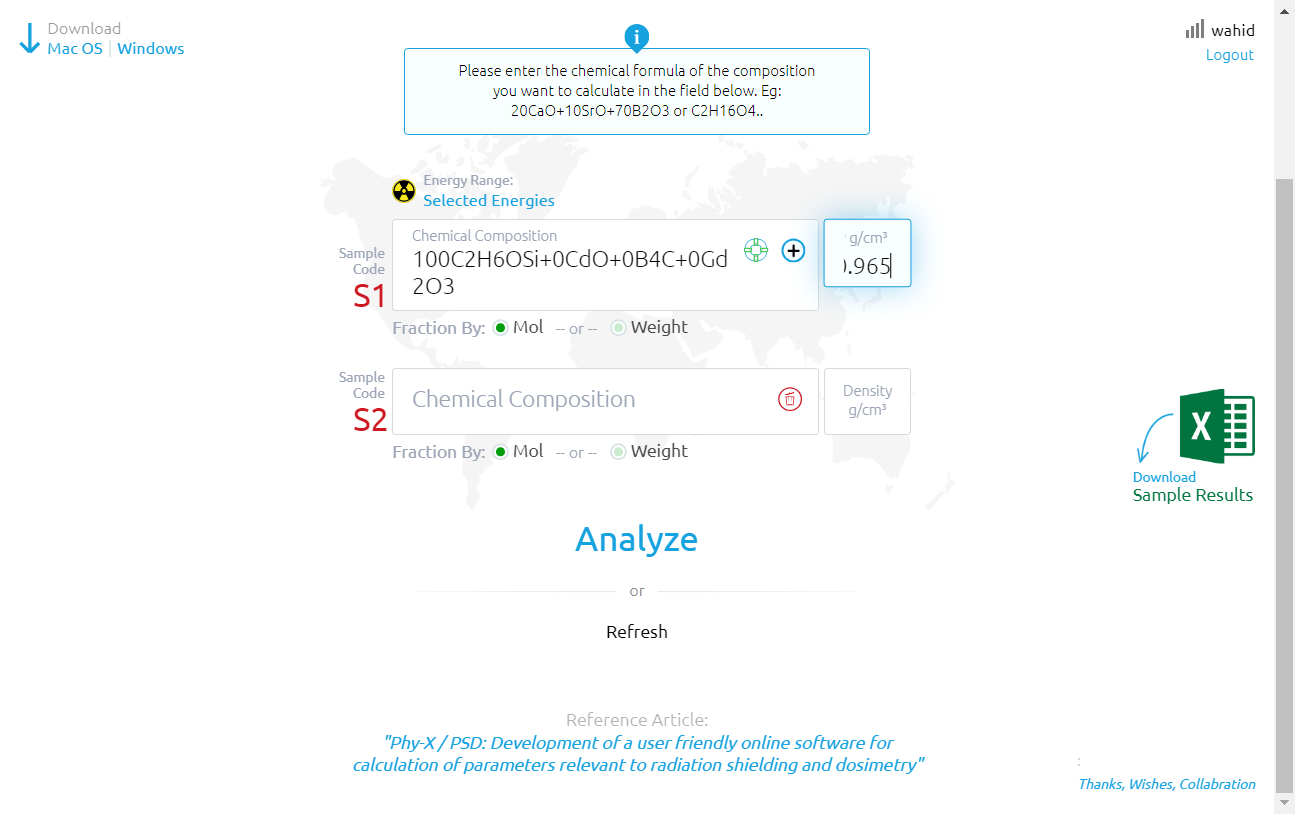 Download
Mac OS | Windows
wahid
Logout
i
Please enter the chemical formula of the composition
you want to calculate in the field below. Eg:
20CaO+10SrO+70B2O3 or C2H16O4..
Energy Range:
Selected Energies
Sample
Code
S1
Chemical Composition
100C2H6OSi+0CdO+0B4C+0Gd
2O3
g/cm³
.965
Fraction By: Mol -- or -- Weight
Sample
Code
S2
Chemical Composition
Density
g/cm³
Fraction By: Mol -- or -- Weight
X
Download
Sample Results
Analyze
or
Refresh
Reference Article:
"Phy-X / PSD: Development of a user friendly online software for
calculation of parameters relevant to radiation shielding and dosimetry"
:
Thanks, Wishes, Collabration